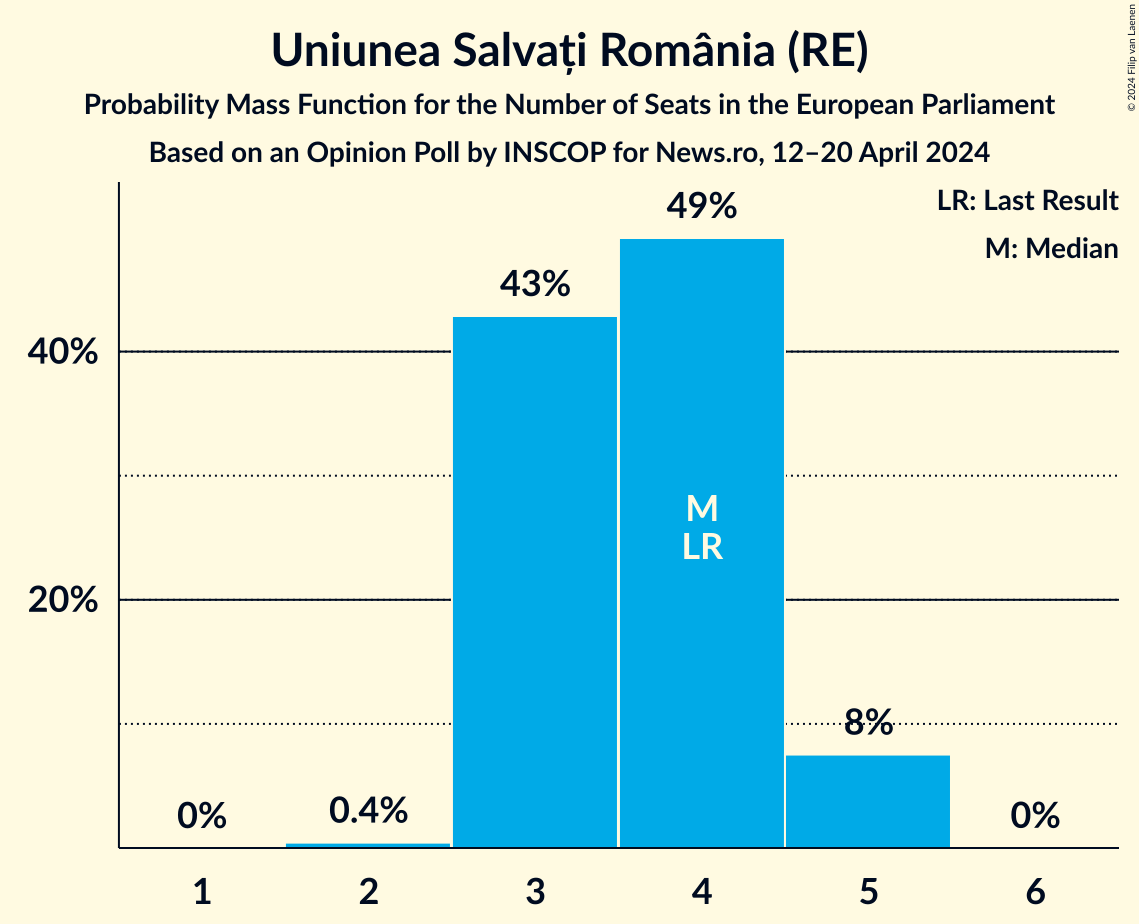 Uniunea Salvați România (RE)
Probability Mass Function for the Number of Seats in the European Parliament
Based on an Opinion Poll by INSCOP for News.ro, 12–20 April 2024
© 2024 Filip van Laenen
LR: Last Result
M: Median
49%
43%
40%
M
LR
20%
8%
0.4%
0%
0%
1 2 3 4 5 6